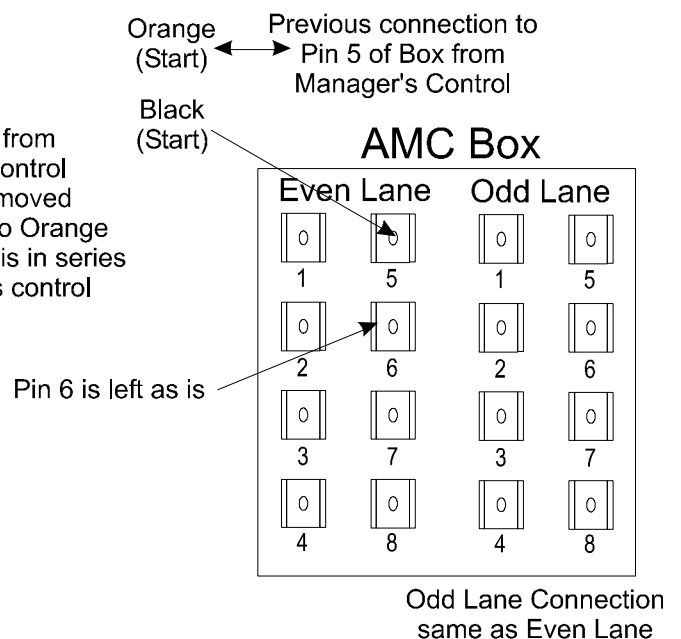 Orange
(Start)
Previous connection to
Pin 5 of Box from
Manager's Control
Black
(Start)
from
ontrol
moved
o Orange
is in series
s control
AMC Box
Even Lane
Odd Lane
1
5
1
5
2
6
2
6
Pin 6 is left as is
3
7
3
7
4
8
4
8
Odd Lane Connection
same as Even Lane